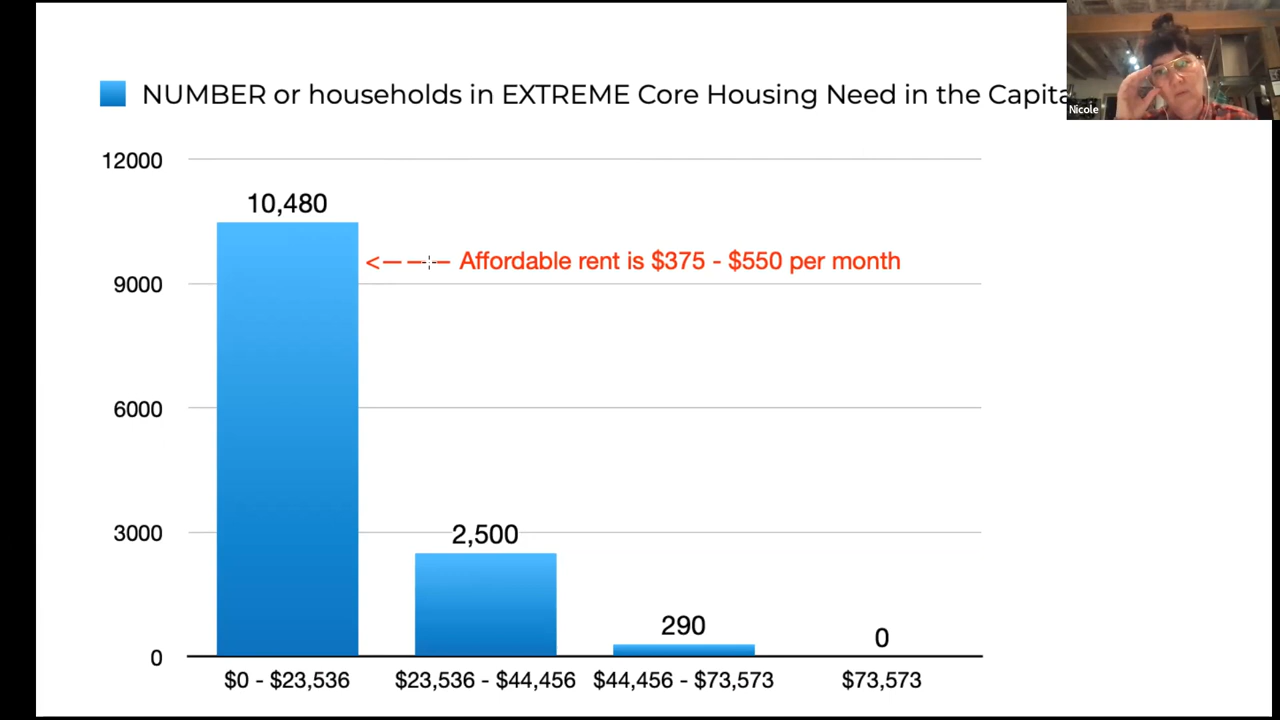 NUMBER or households in EXTREME Core Housing Need in the Capita
Nicole
12000
10,480
<---- Affordable rent is $375 - $550 per month
9000
6000
3000
2,500
290
0
0
$0 - $23,536
$23,536 - $44,456
$44,456 - $73,573
$73,573